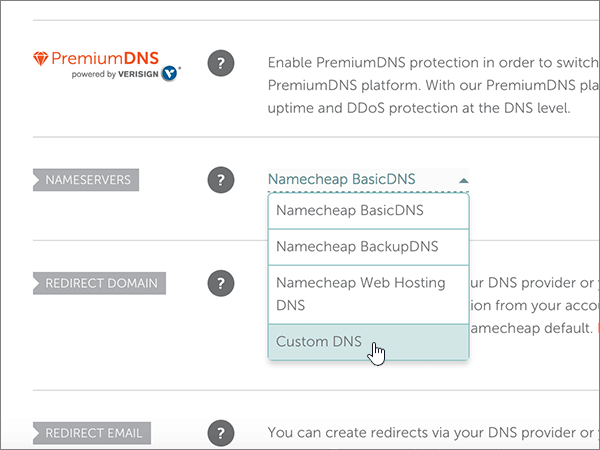 PremiumDNS
powered by VERISIGN
?
Enable PremiumDNS protection in order to switch
PremiumDNS platform. With our PremiumDNS pla
uptime and DDoS protection at the DNS level.
NAMESERVERS
?
Namecheap BasicDNS
Namecheap BasicDNS
Namecheap BackupDNS
Namecheap Web Hosting
DNS
Custom DNS
REDIRECT DOMAIN
?
ur DNS provider or y
ion from your accou
amecheap default.
REDIRECT EMAIL
?
You can create redirects via your DNS provider or y